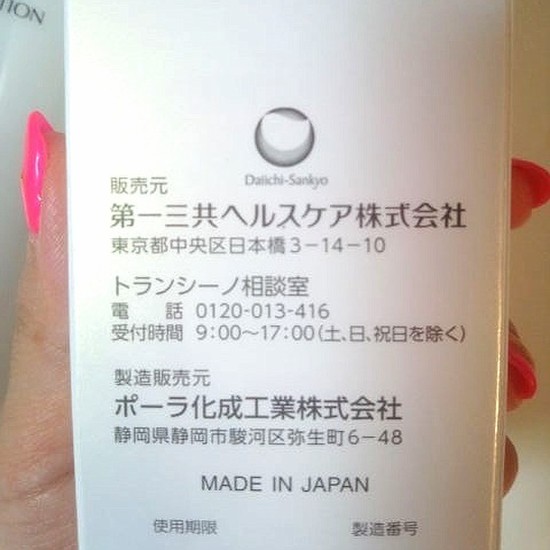 TION
Daiichi-Sankyo
販売元
第一三共ヘルスケア株式会社
東京都中央区日本橋3-14-10
トランシーノ相談室
電　話 0120-013-416
受付時間 9:00～17:00(土、日、祝日を除く)
製造販売元
ポーラ化成工業株式会社
静岡県静岡市駿河区弥生町6-48
MADE IN JAPAN
使用期限 製造番号